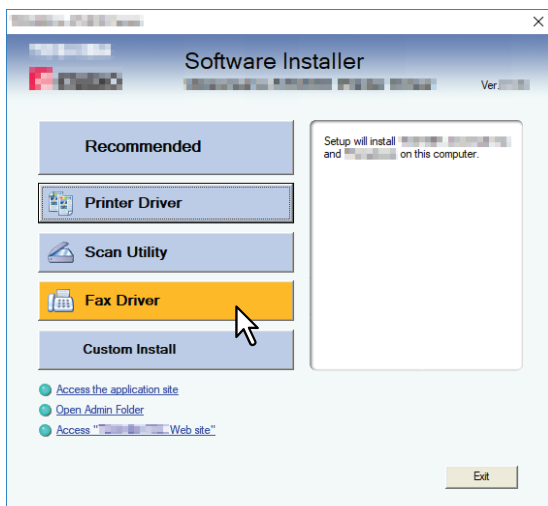 Software Installer
Ver.
Recommended
Printer Driver
Scan Utility
Fax Driver
Custom Install
Setup will install
and on this computer.
Access the application site
Open Admin Folder
Access " Web site"
Exit